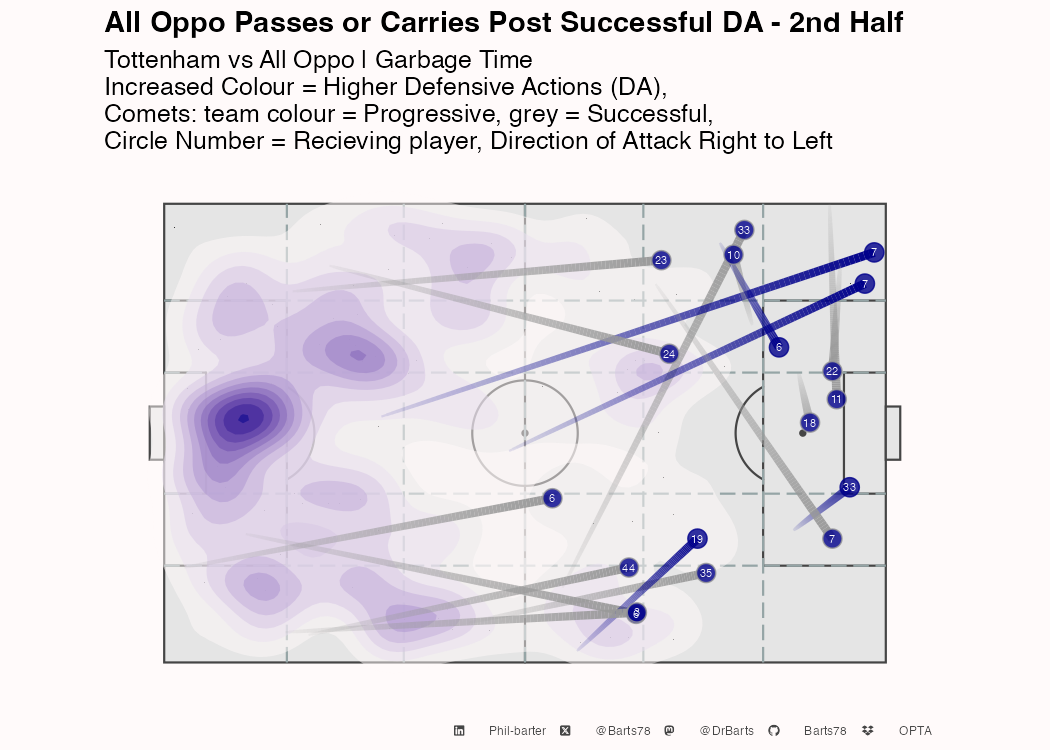 All Oppo Passes or Carries Post Successful DA - 2nd Half
Tottenham vs All Oppo | Garbage Time
Increased Colour = Higher Defensive Actions (DA),
Comets: team colour = Progressive, grey = Successful,
Circle Number = Recieving player, Direction of Attack Right to Left
33
10
7
23
7
6
24
22
11
18
33
6
19
7
44
35
Phil-barter
@Barts78
@DrBarts
Barts78
OPTA